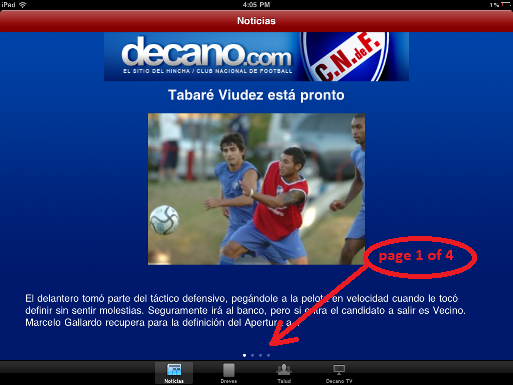 iPad
4:05 PM
1%
Noticias
decano.com
EL SITIO DEL HINCHA / CLUB NACIONAL DE FOOTBALL
C.N. de F.
Tabaré Viudez está pronto
page 1 of 4
El delantero tomó parte del táctico defensivo, pegándole a la pelota en velocidad cuando le tocó
definir sin sentir molestias. Seguramente irá al banco, pero si entra el candidato a salir es Vecino.
Marcelo Gallardo recupera para la definición del Apertura a
Noticias
Breves
Talud
Decano TV